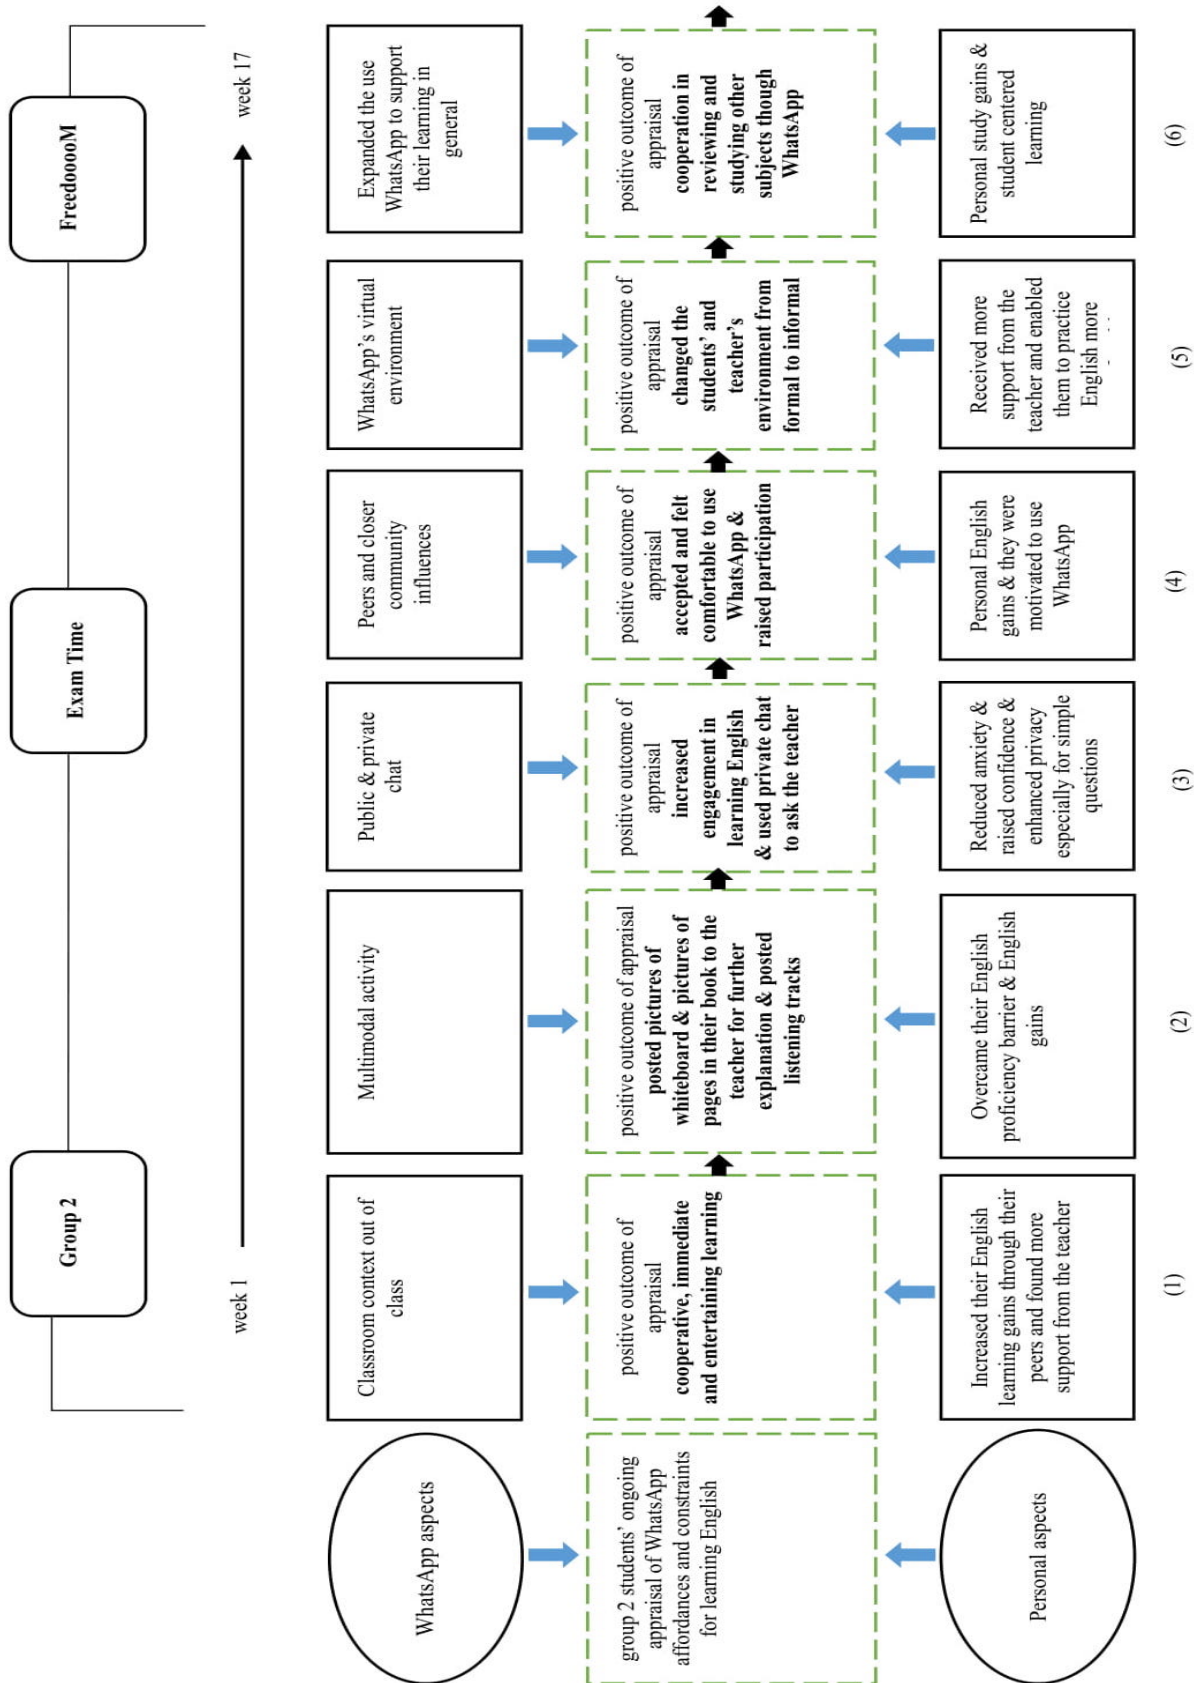 Group 2
Exam Time
FreedooooM
week 1
week 17
WhatsApp aspects
Classroom context out of
class
Multimodal activity
Public & private
chat
Peers and closer
community
influences
WhatsApp's virtual
environment
Expanded the use
WhatsApp to support
their learning in
general
group 2 students' ongoing
appraisal of WhatsApp
affordances and constraints
for learning English
positive outcome of
appraisal
cooperative, immediate
and entertaining learning
positive outcome of appraisal
posted pictures of
whiteboard & pictures of
pages in their book to the
teacher for further
explanation & posted
listening tracks
positive outcome of
appraisal
increased
engagement in
learning English
& used private chat
to ask the teacher
positive outcome of
appraisal
accepted and felt
comfortable to use
WhatsApp &
raised participation
positive outcome of
appraisal
changed the
students' and
teacher's
environment from
formal to informal
positive outcome of
appraisal
cooperation in
reviewing and
studying other
subjects though
WhatsApp
Personal aspects
Increased their English
learning gains through their
peers and found more
support from the teacher
Overcame their English
proficiency barrier & English
gains
Reduced anxiety &
raised confidence &
enhanced privacy
especially for simple
questions
Personal English
gains & they were
motivated to use
WhatsApp
Received more
support from the
teacher and enabled
them to practice
English more
Personal study gains &
student centered
learning
(1)
(2)
(3)
(4)
(5)
(6)